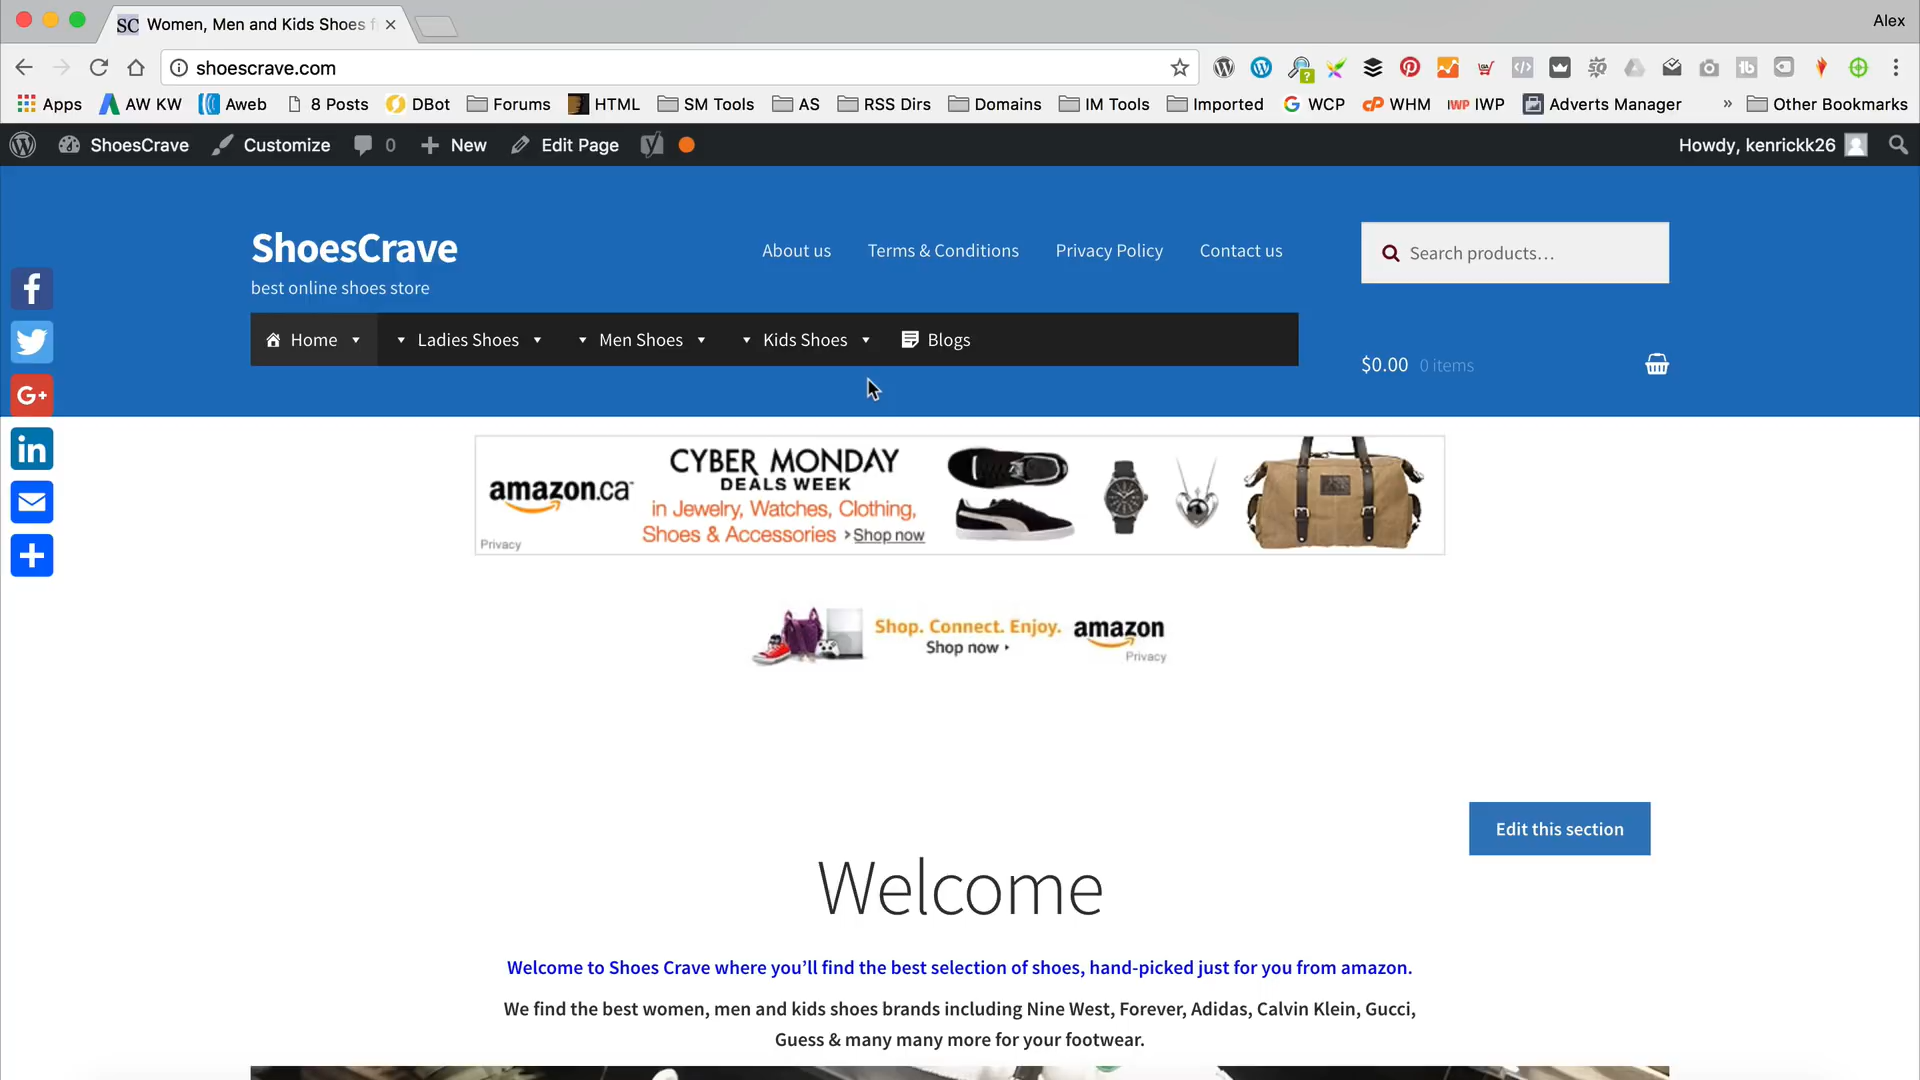 Alex
SC Women, Men and Kids Shoes f
shoescrave.com
Apps AW KW Aweb 8 Posts DBot Forums HTML SM Tools AS RSS Dirs Domains IM Tools Imported WCP WHM IWP IWP Adverts Manager » Other Bookmarks
ShoesCrave Customize 0 New Edit Page Howdy, kenrickk26
ShoesCrave
About us Terms & Conditions Privacy Policy Contact us
Search products…
best online shoes store
Home Ladies Shoes Men Shoes Kids Shoes Blogs
$0.00 0 items
G+
in
amazon.ca
CYBER MONDAY
DEALS WEEK
in Jewelry, Watches, Clothing,
Shoes & Accessories › Shop now
Privacy
Shop. Connect. Enjoy.
Shop now
amazon
Privacy
Edit this section
Welcome
Welcome to Shoes Crave where you’ll find the best selection of shoes, hand-picked just for you from amazon.
We find the best women, men and kids shoes brands including Nine West, Forever, Adidas, Calvin Klein, Gucci,
Guess & many many more for your footwear.